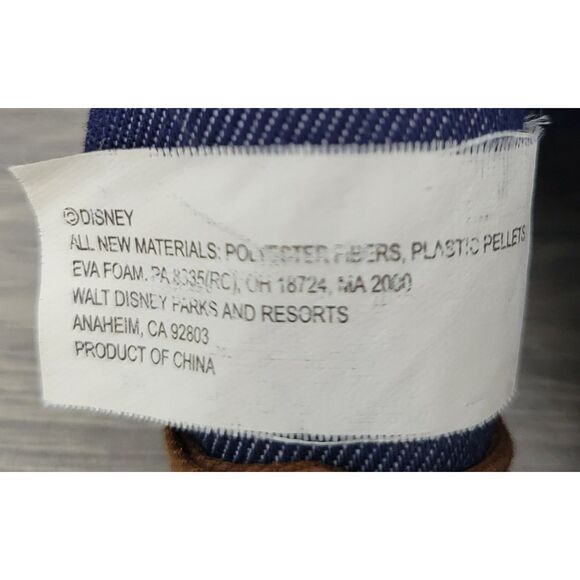 ©DISNEY
ALL NEW MATERIALS: POLYESTER FIBERS, PLASTIC PELLETS
EVA FOAM. PA 8035(RC), OH 18724, MA 2000
WALT DISNEY PARKS AND RESORTS
ANAHEIM, CA 92803
PRODUCT OF CHINA